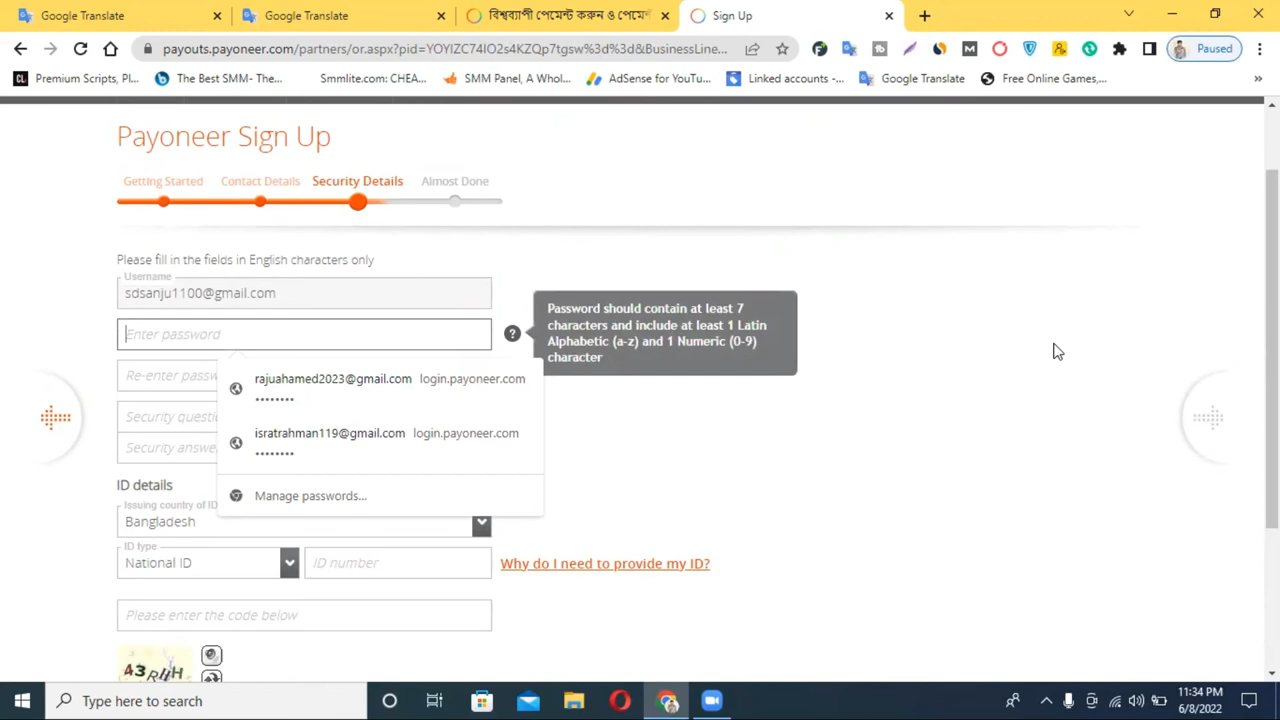 Google Translate
Google Translate
বিশ্বব্যাপী পেমেন্ট করুন ও পেমে
Sign Up
payouts.payoneer.com/partners/or.aspx?pid=YOYIZC74IO2s4KZQp7tgsw%3d%3d&BusinessLine...
Paused
CL
Premium Scripts, Pl...
The Best SMM- The...
Smmlite.com: CHEA...
SMM Panel, A Whol...
AdSense for YouTu...
Linked accounts -...
Google Translate
Free Online Games,...
Payoneer Sign Up
Getting Started
Contact Details
Security Details
Almost Done
Please fill in the fields in English characters only
Username
sdsanju1100@gmail.com
Enter password
Password should contain at least 7
characters and include at least 1 Latin
Alphabetic (a-z) and 1 Numeric (0-9)
character
Re-enter passw
rajuahamed2023@gmail.com login.payoneer.com
••••••••
Security questi
isratrahman119@gmail.com login.payoneer.com
••••••••
Security answe
ID details
Manage passwords...
Issuing country of ID
Bangladesh
ID type
National ID
ID number
Why do I need to provide my ID?
Please enter the code below
43RHH
Type here to search
11:34 PM
6/8/2022